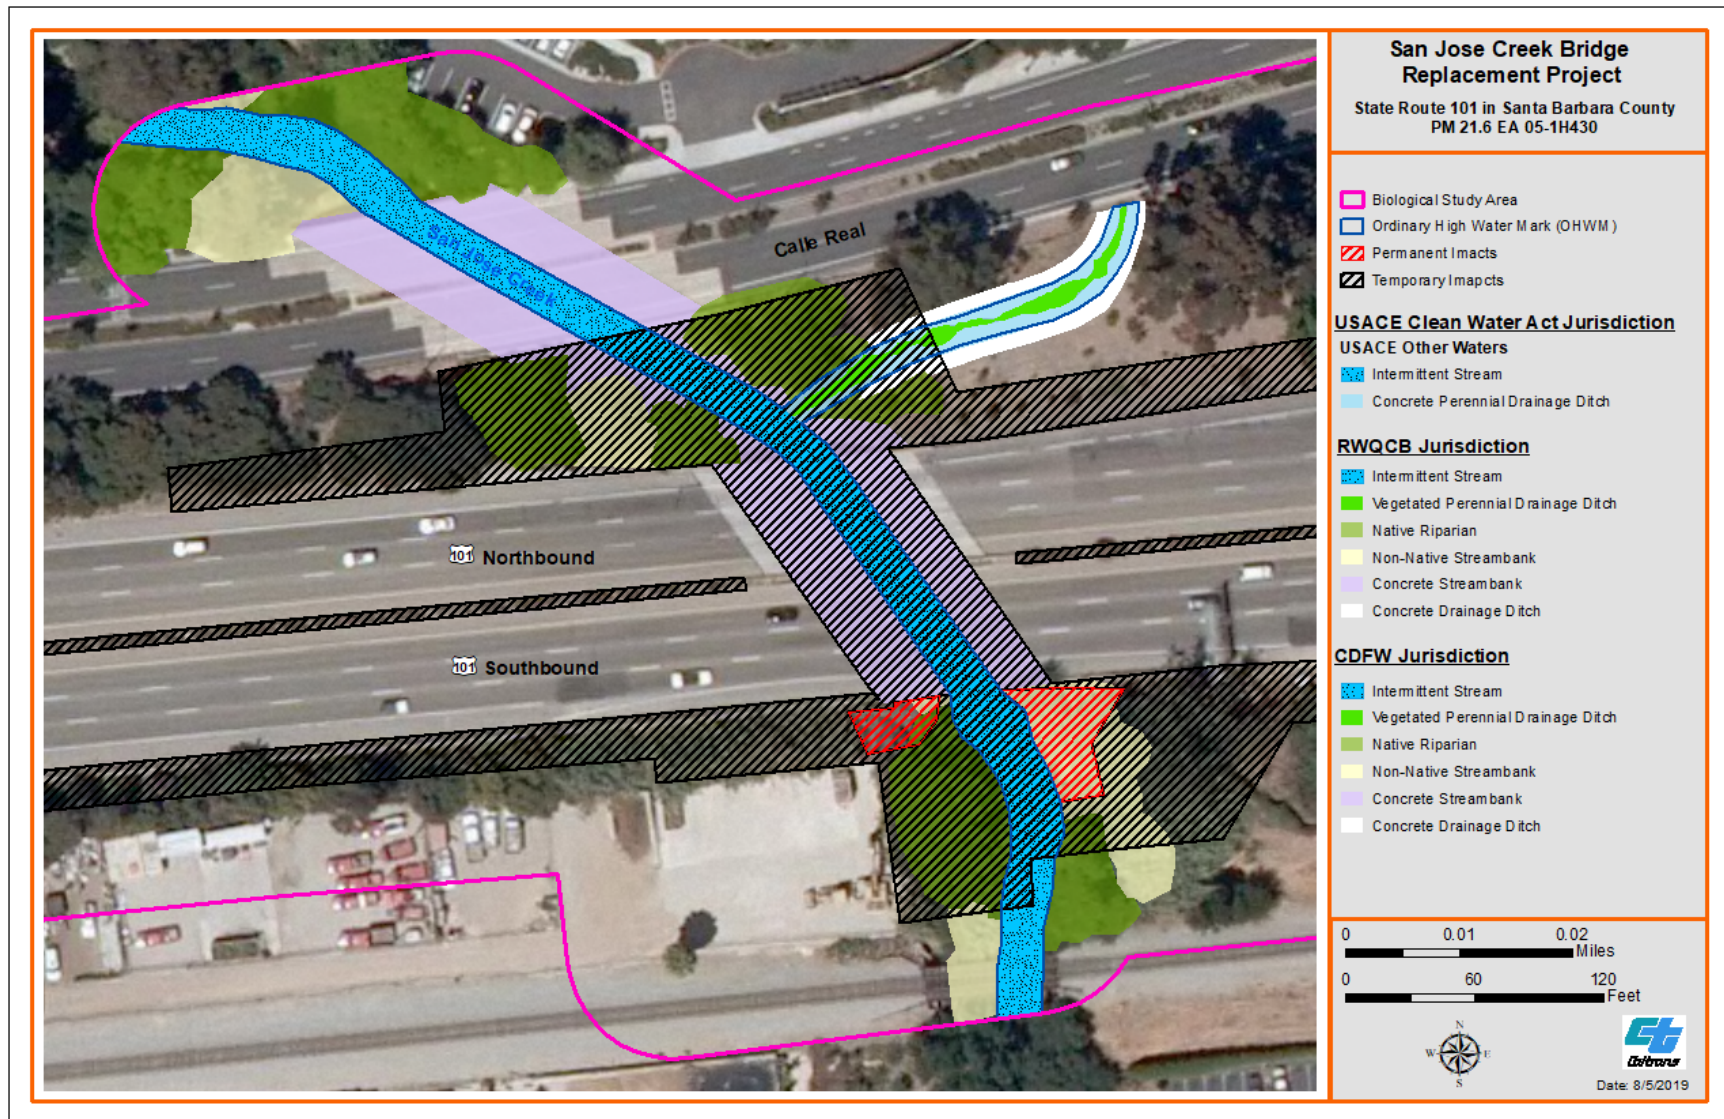 San Jose Creek Bridge
Replacement Project
State Route 101 in Santa Barbara County
PM 21.6 EA 05-1H430
Biological Study Area
Ordinary High Water Mark (OHWM)
Permanent Imacts
Temporary Imapcts
USACE Clean Water Act Jurisdiction
USACE Other Waters
Intermittent Stream
Concrete Perennial Drainage Ditch
RWQCB Jurisdiction
Intermittent Stream
Vegetated Perennial Drainage Ditch
Native Riparian
Non-Native Streambank
Concrete Streambank
Concrete Drainage Ditch
CDFW Jurisdiction
Intermittent Stream
Vegetated Perennial Drainage Ditch
Native Riparian
Non-Native Streambank
Concrete Streambank
Concrete Drainage Ditch
0 0.01 0.02
Miles
0 60 120
Feet
N
W E
S
Ct
Caltrans
Date: 8/5/2019
San Jose Creek
Calle Real
101 Northbound
101 Southbound